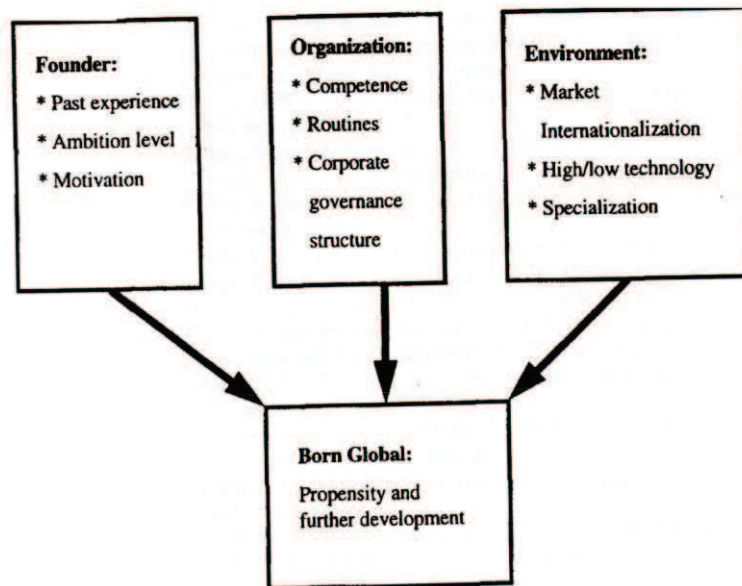 Founder:
* Past experience
* Ambition level
* Motivation
Organization:
* Competence
* Routines
* Corporate
governance
structure
Environment:
* Market
Internationalization
* High/low technology
* Specialization
Born Global:
Propensity and
further development